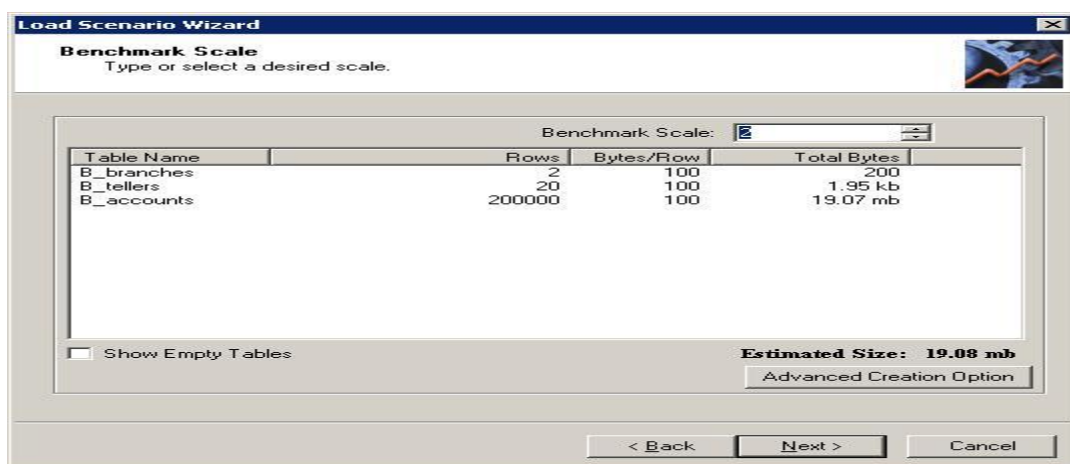 Load Scenario Wizard
Benchmark Scale
Type or select a desired scale.
Benchmark Scale: 2
Table Name Rows Bytes/Row Total Bytes
B_branches 2 100 200
B_tellers 20 100 1.95 kb
B_accounts 200000 100 19.07 mb
Show Empty Tables
Estimated Size: 19.08 mb
Advanced Creation Option
< Back Next > Cancel